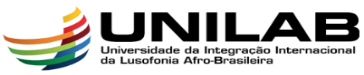 UNILAB
Universidade da Integração Internacional
da Lusofonia Afro-Brasileira